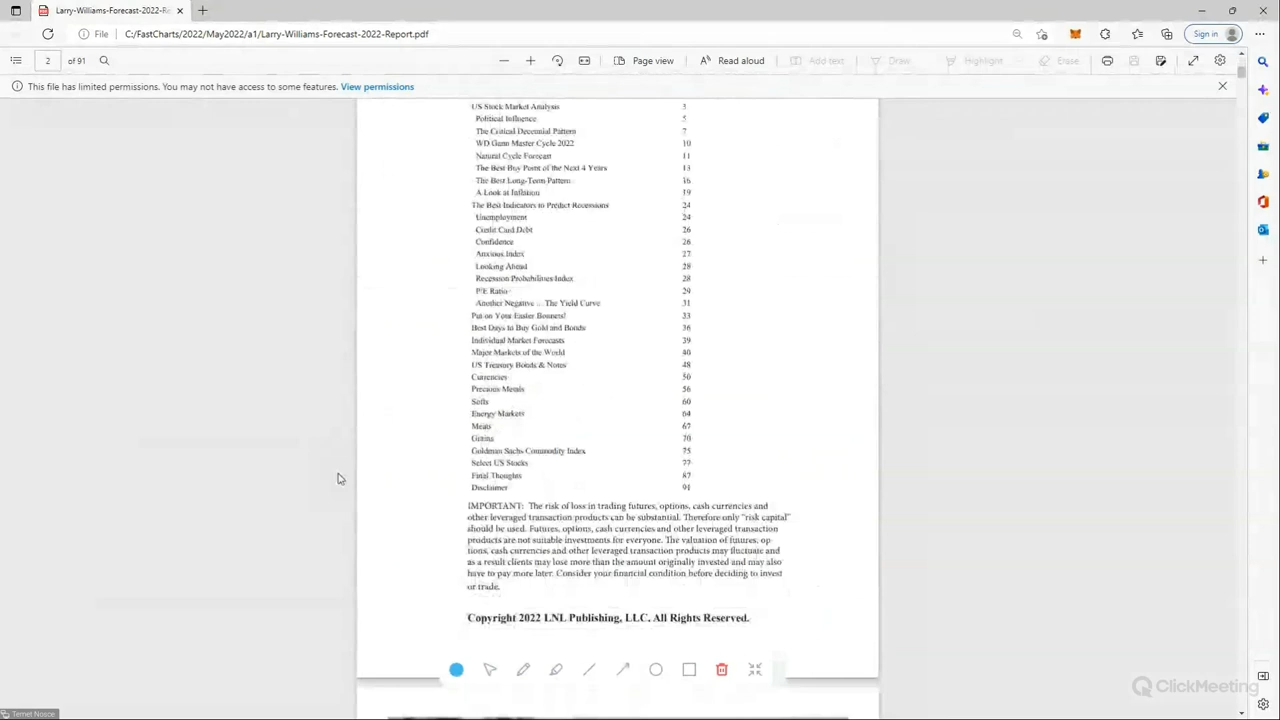 Larry-Williams-Forecast-2022-Re
File C:/FastCharts/2022/May2022/a1/Larry-Williams-Forecast-2022-Report.pdf
Sign in
2 of 91
Page view
Read aloud
Add text
Draw
Highlight
Erase
This file has limited permissions. You may not have access to some features. View permissions
US Stock Market Analysis 3
Political Influence 5
The Critical Decennial Pattern 7
WD Gann Master Cycle 2022 10
Natural Cycle Forecast 11
The Best Buy Point of the Next 4 Years 13
The Best Long-Term Pattern 16
A Look at Inflation 19
The Best Indicators to Predict Recessions 24
Unemployment 24
Credit Card Debt 26
Confidence 26
Anxious Index 27
Looking Ahead 28
Recession Probabilities Index 28
P/E Ratio 29
Another Negative ... The Yield Curve 31
Put on Your Easter Bonnets! 33
Best Days to Buy Gold and Bonds 36
Individual Market Forecasts 39
Major Markets of the World 40
US Treasury Bonds & Notes 48
Currencies 50
Precious Metals 56
Softs 60
Energy Markets 64
Meats 67
Grains 70
Goldman Sachs Commodity Index 75
Select US Stocks 77
Final Thoughts 87
Disclaimer 91
IMPORTANT: The risk of loss in trading futures, options, cash currencies and
other leveraged transaction products can be substantial. Therefore only "risk capital"
should be used. Futures, options, cash currencies and other leveraged transaction
products are not suitable investments for everyone. The valuation of futures, op-
tions, cash currencies and other leveraged transaction products may fluctuate and
as a result clients may lose more than the amount originally invested and may also
have to pay more later. Consider your financial condition before deciding to invest
or trade.
Copyright 2022 LNL Publishing, LLC. All Rights Reserved.
ClickMeeting
Temet Nosce